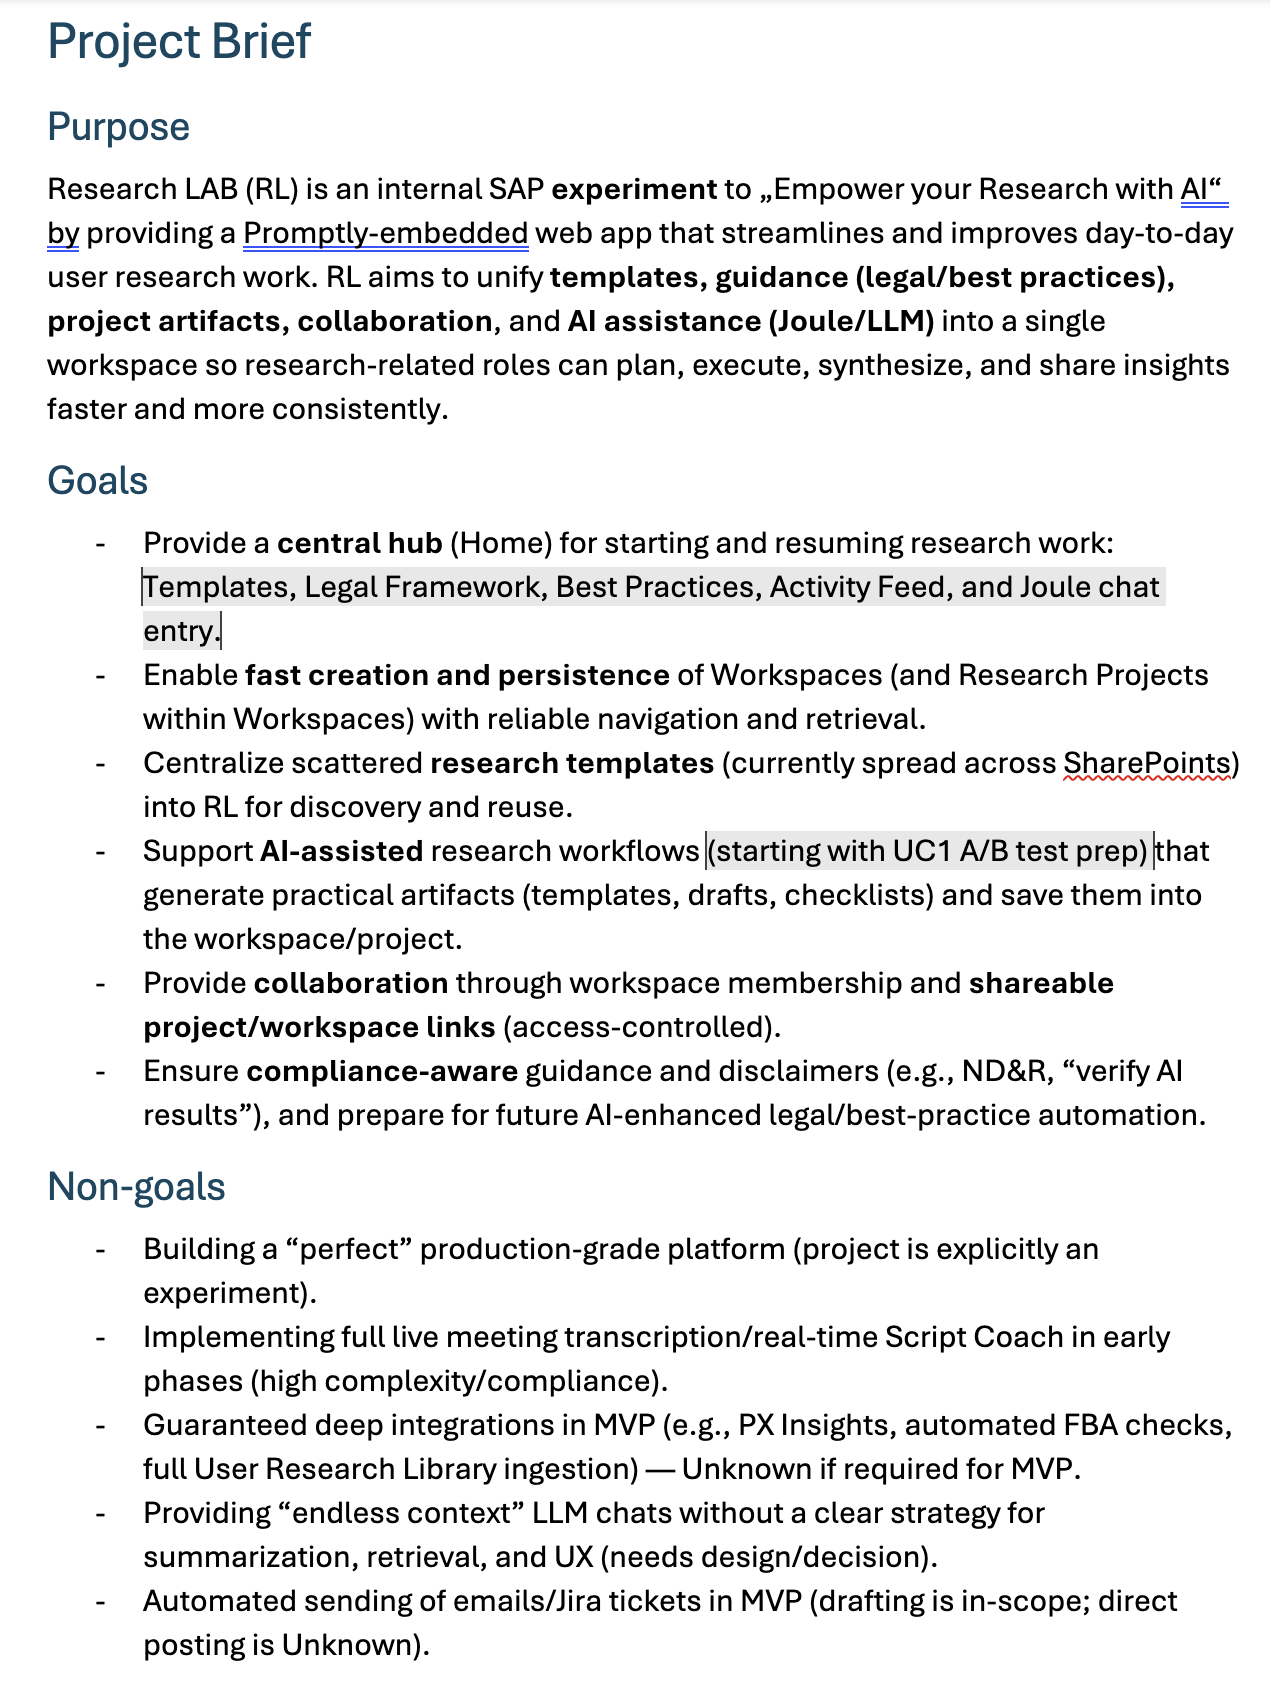 Project Brief
Purpose
Research LAB (RL) is an internal SAP experiment to „Empower your Research with AI“
by providing a Promptly-embedded web app that streamlines and improves day-to-day
user research work. RL aims to unify templates, guidance (legal/best practices),
project artifacts, collaboration, and AI assistance (Joule/LLM) into a single
workspace so research-related roles can plan, execute, synthesize, and share insights
faster and more consistently.
Goals
- Provide a central hub (Home) for starting and resuming research work:
Templates, Legal Framework, Best Practices, Activity Feed, and Joule chat
entry.
- Enable fast creation and persistence of Workspaces (and Research Projects
within Workspaces) with reliable navigation and retrieval.
- Centralize scattered research templates (currently spread across SharePoints)
into RL for discovery and reuse.
- Support AI-assisted research workflows (starting with UC1 A/B test prep) that
generate practical artifacts (templates, drafts, checklists) and save them into
the workspace/project.
- Provide collaboration through workspace membership and shareable
project/workspace links (access-controlled).
- Ensure compliance-aware guidance and disclaimers (e.g., ND&R, “verify AI
results”), and prepare for future AI-enhanced legal/best-practice automation.
Non-goals
- Building a “perfect” production-grade platform (project is explicitly an
experiment).
- Implementing full live meeting transcription/real-time Script Coach in early
phases (high complexity/compliance).
- Guaranteed deep integrations in MVP (e.g., PX Insights, automated FBA checks,
full User Research Library ingestion) — Unknown if required for MVP.
- Providing “endless context” LLM chats without a clear strategy for
summarization, retrieval, and UX (needs design/decision).
- Automated sending of emails/Jira tickets in MVP (drafting is in-scope; direct
posting is Unknown).